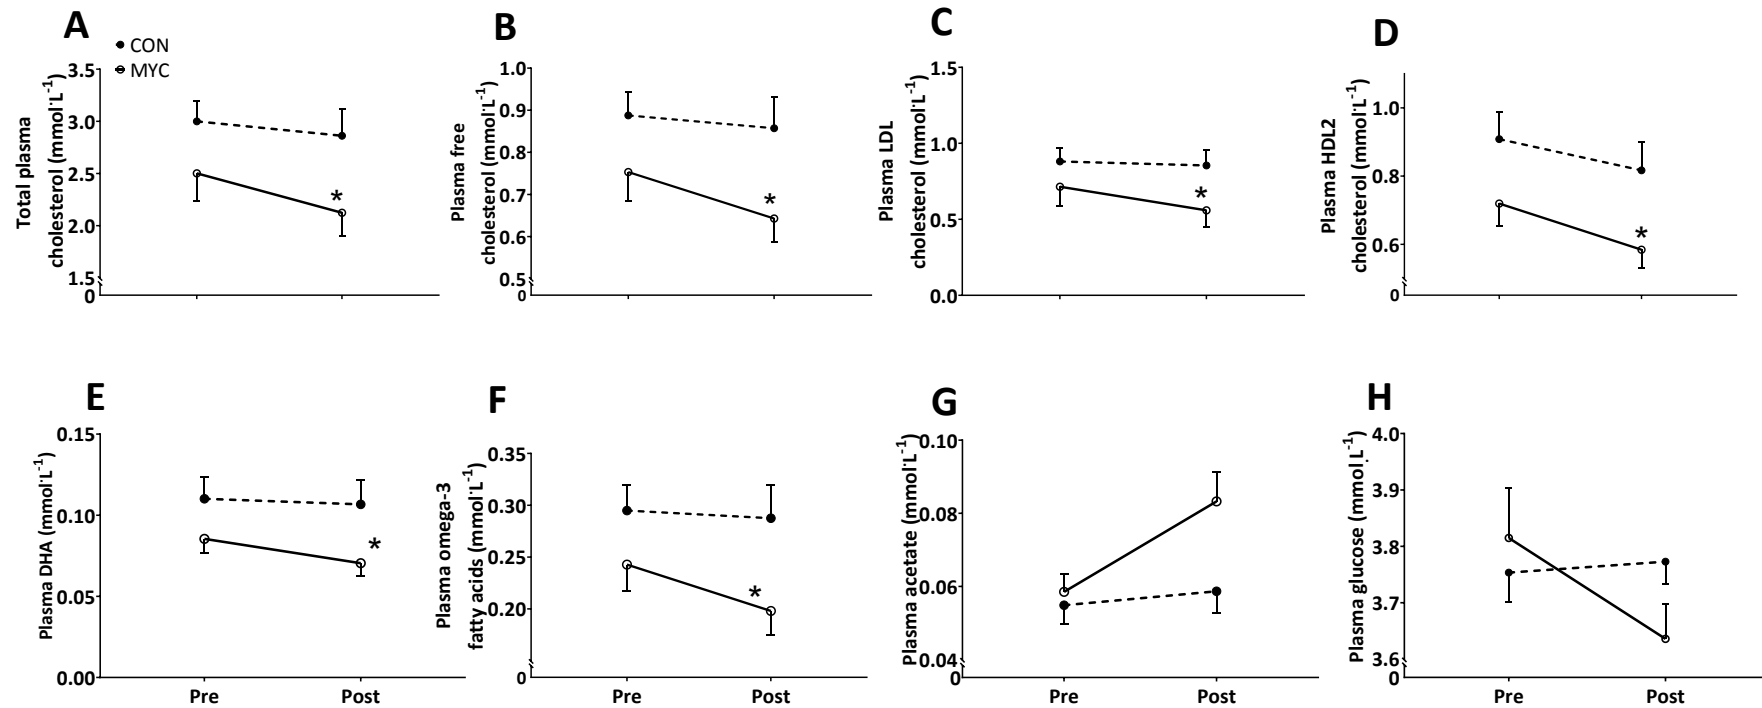 A
CON
MYC
Total plasma
cholesterol (mmol·L⁻¹)
3.5
3.0
2.5
2.0
1.5
0
*
B
Plasma free
cholesterol (mmol·L⁻¹)
1.0
0.9
0.8
0.7
0.6
0.5
0
*
C
Plasma LDL
cholesterol (mmol·L⁻¹)
1.5
1.0
0.5
0.0
*
D
Plasma HDL2
cholesterol (mmol·L⁻¹)
1.0
0.8
0.6
0
*
E
Plasma DHA (mmol·L⁻¹)
0.15
0.10
0.05
0.00
*
Pre
Post
F
Plasma omega-3
fatty acids (mmol·L⁻¹)
0.35
0.30
0.25
0.20
0
*
Pre
Post
G
Plasma acetate (mmol·L⁻¹)
0.10
0.08
0.06
0.04
0
Pre
Post
H
Plasma glucose (mmol.L⁻¹)
4.0
3.9
3.8
3.7
3.6
0
Pre
Post